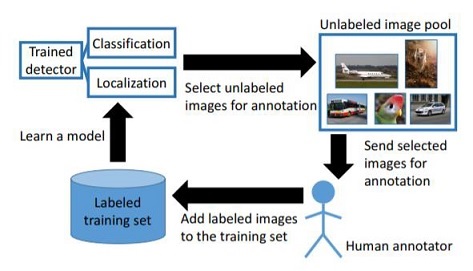 Unlabeled image pool
Classification
Trained
detector
Localization
Select unlabeled
images for annotation
Learn a model
Send selected
images for
annotation
Labeled
training set
Add labeled images
to the training set
Human annotator